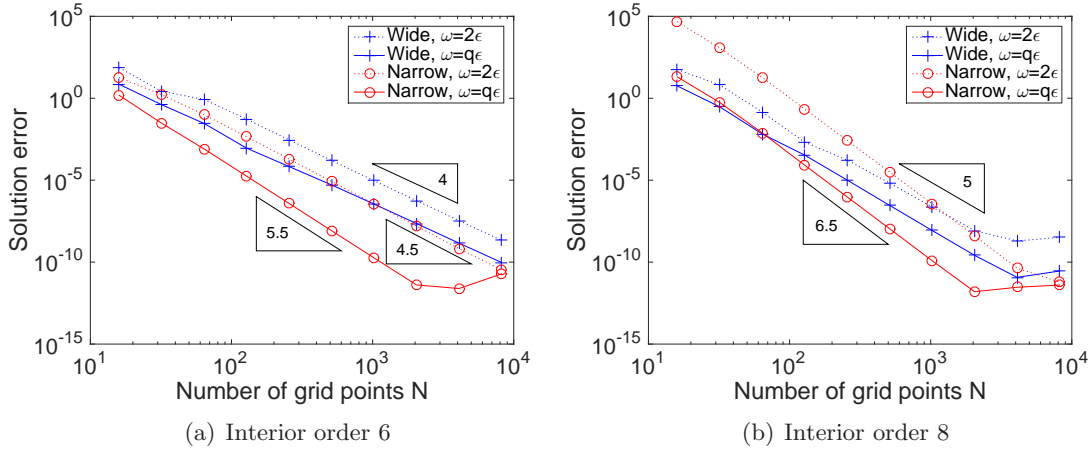 10^5
10^0
10^-5
10^-10
10^-15
Solution error
Wide, ω=2ϵ
Wide, ω=qϵ
Narrow, ω=2ϵ
Narrow, ω=qϵ
4
5.5
4.5
10^1
10^2
10^3
10^4
Number of grid points N
(a) Interior order 6
10^5
10^0
10^-5
10^-10
10^-15
Solution error
Wide, ω=2ϵ
Wide, ω=qϵ
Narrow, ω=2ϵ
Narrow, ω=qϵ
5
6.5
10^1
10^2
10^3
10^4
Number of grid points N
(b) Interior order 8